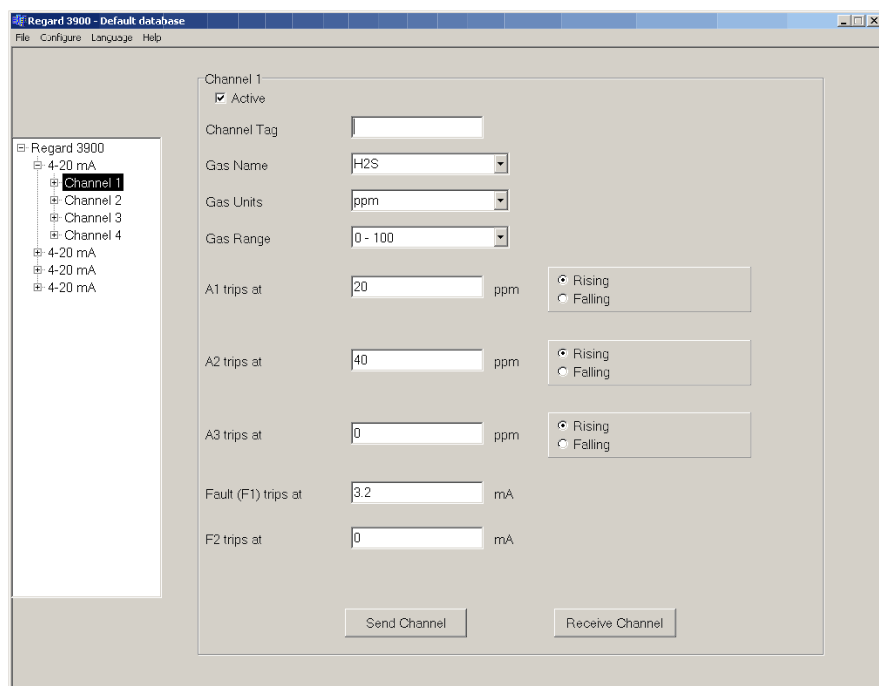 Regard 3900 - Default database
File Configure Language Help
Regard 3900
4-20 mA
Channel 1
Channel 2
Channel 3
Channel 4
4-20 mA
4-20 mA
4-20 mA
Channel 1
Active
Channel Tag
Gas Name H2S
Gas Units ppm
Gas Range 0 - 100
A1 trips at 20 ppm Rising
Falling
A2 trips at 40 ppm Rising
Falling
A3 trips at 0 ppm Rising
Falling
Fault (F1) trips at 3.2 mA
F2 trips at 0 mA
Send Channel Receive Channel